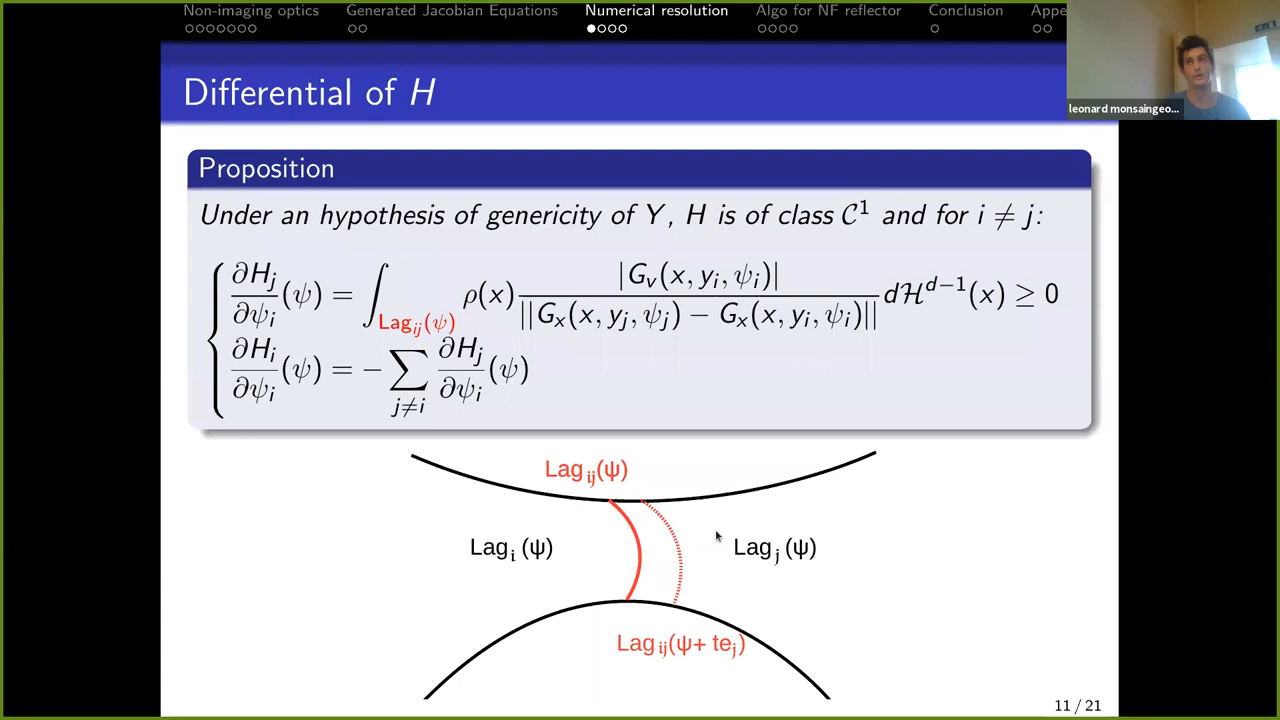 Non-imaging optics Generated Jacobian Equations Numerical resolution Algo for NF reflector Conclusion Appe
leonard monsaingeo...
Differential of H
Proposition
Under an hypothesis of genericity of Y, H is of class 𝒞¹ and for i ≠ j:
∂H_j/∂ψ_i (ψ) = ∫_{Lag_ij(ψ)} ρ(x) |G_v(x, y_i, ψ_i)| / ||G_x(x, y_j, ψ_j) − G_x(x, y_i, ψ_i)|| dℋ^{d−1}(x) ≥ 0
∂H_i/∂ψ_i (ψ) = − ∑_{j≠i} ∂H_j/∂ψ_i (ψ)
Lag_ij(ψ)
Lag_i(ψ) Lag_j(ψ)
Lag_ij(ψ+ te_j)
11 / 21